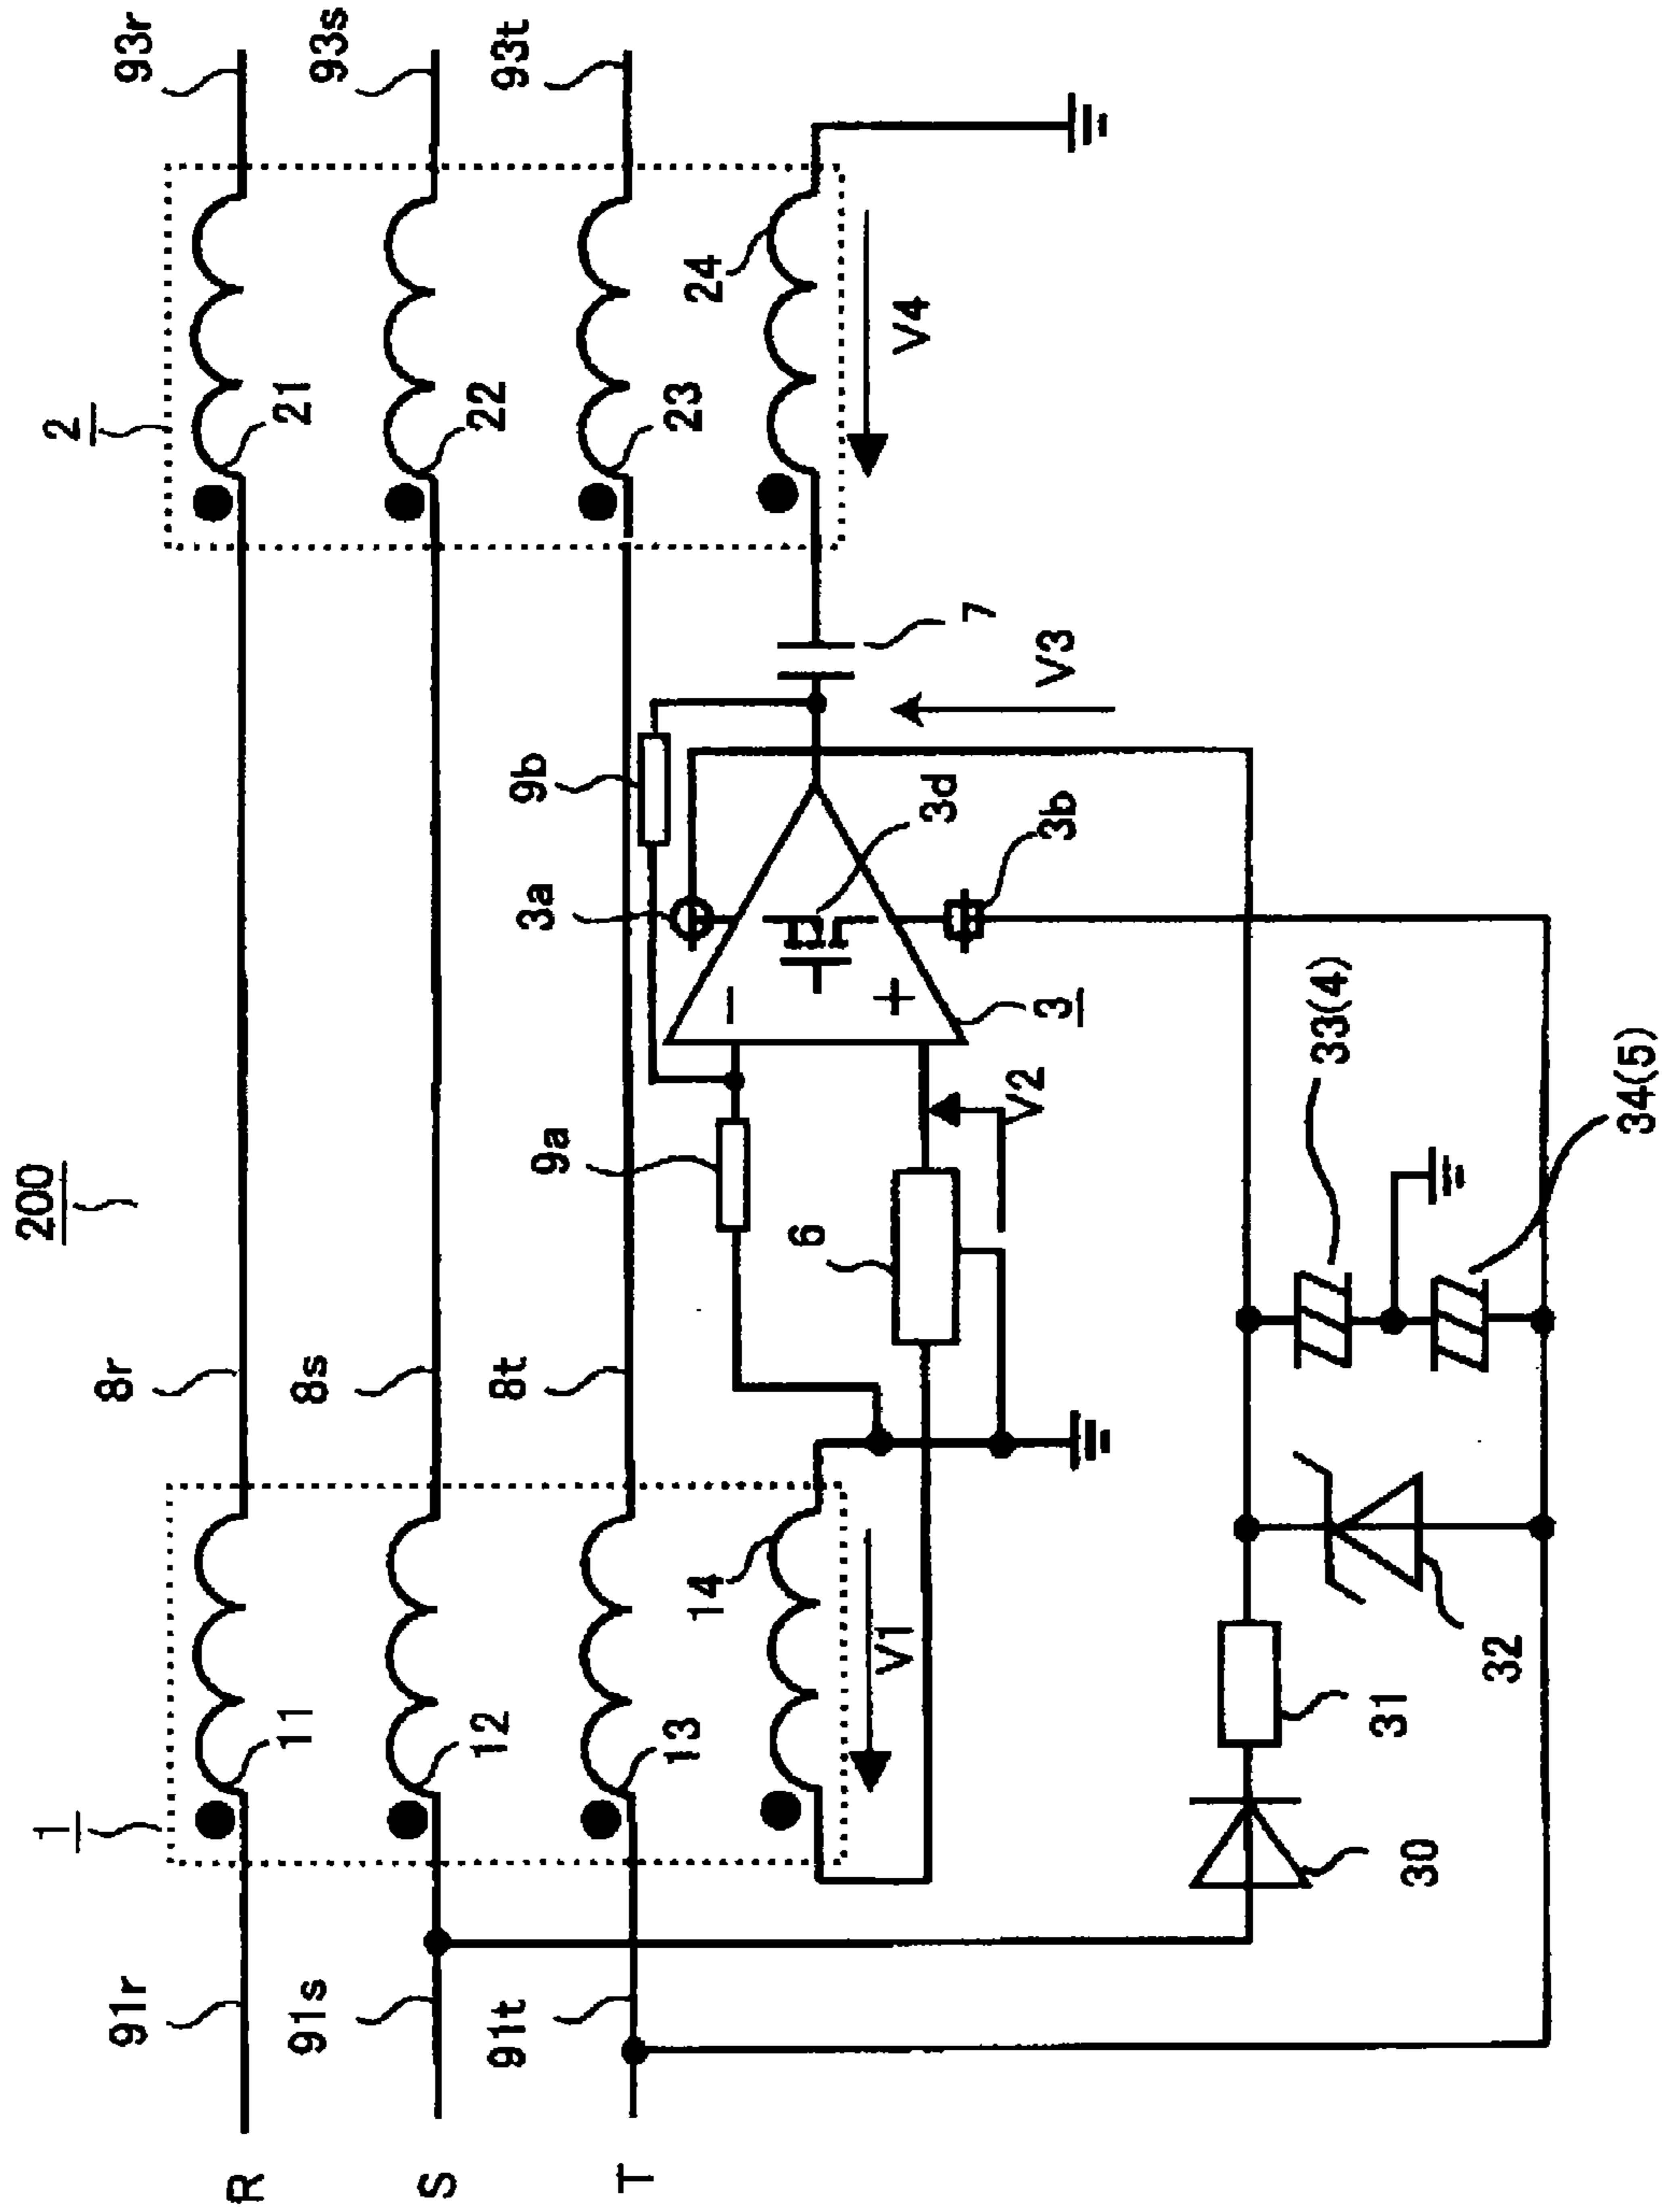 200
1
2
8r
8s
8t
91r
91s
91t
93r
93s
93t
R
S
T
11
12
13
14
21
22
23
24
V1
V4
9a
9b
3a
3d
3b
3
6
7
V2
V3
30
31
32
33(4)
34(5)
−
+